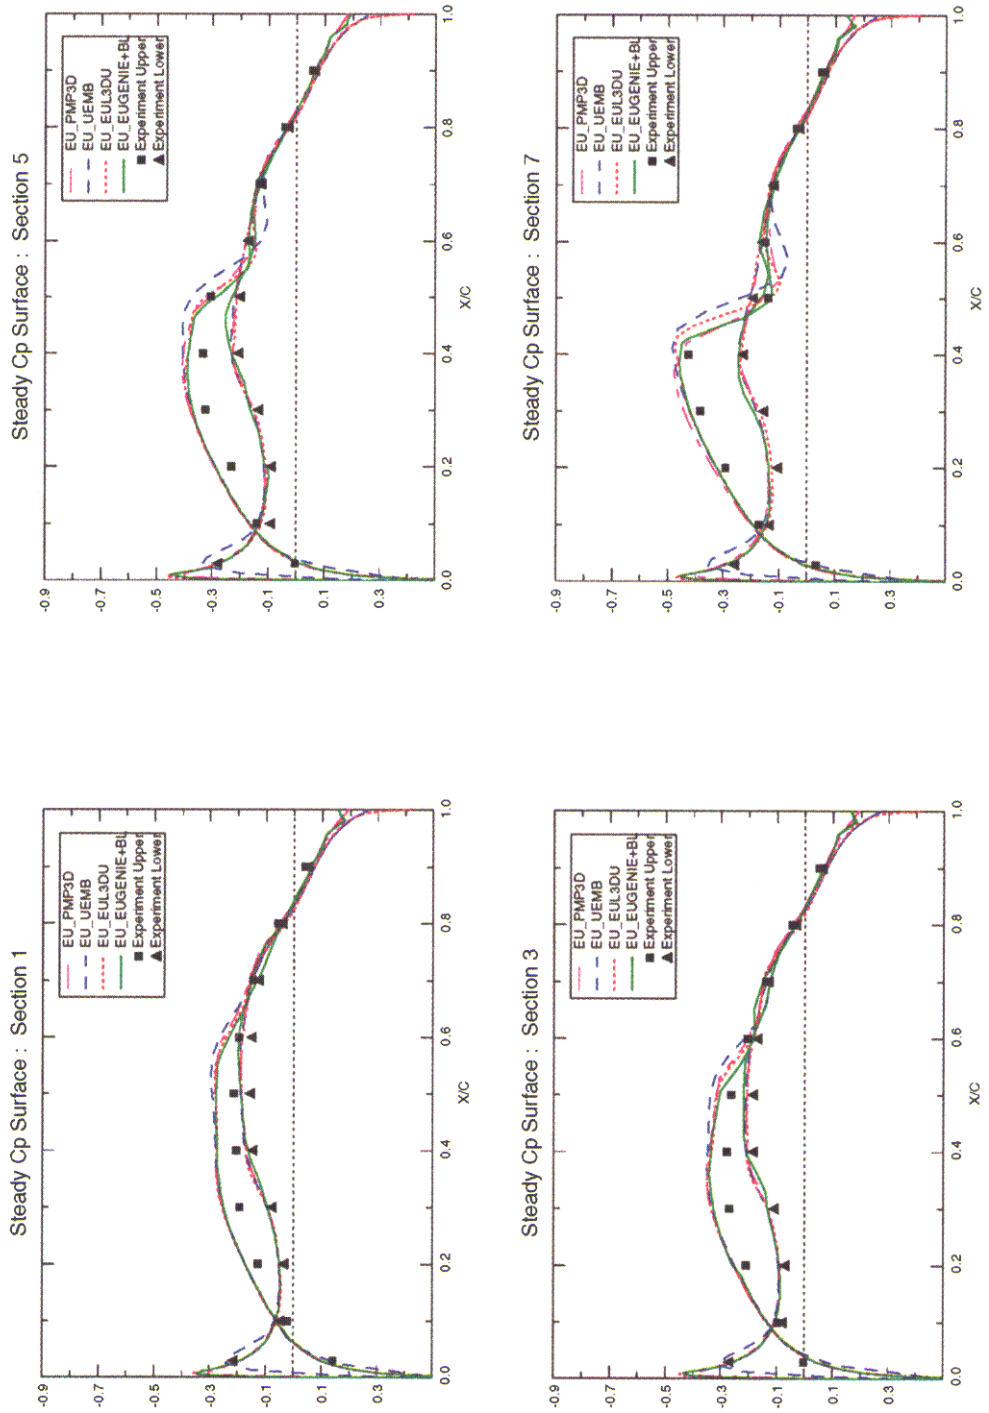 Steady Cp Surface : Section 1
EU_PMP3D
EU_UEMB
EU_EUL3DU
EU_EUGENIE+BL
Experiment Upper
Experiment Lower
-0.9
-0.7
-0.5
-0.3
-0.1
0.1
0.3
0.0
0.2
0.4
0.6
0.8
1.0
X/C
Steady Cp Surface : Section 5
EU_PMP3D
EU_UEMB
EU_EUL3DU
EU_EUGENIE+BL
Experiment Upper
Experiment Lower
-0.9
-0.7
-0.5
-0.3
-0.1
0.1
0.3
0.0
0.2
0.4
0.6
0.8
1.0
X/C
Steady Cp Surface : Section 3
EU_PMP3D
EU_UEMB
EU_EUL3DU
EU_EUGENIE+BL
Experiment Upper
Experiment Lower
-0.9
-0.7
-0.5
-0.3
-0.1
0.1
0.3
0.0
0.2
0.4
0.6
0.8
1.0
X/C
Steady Cp Surface : Section 7
EU_PMP3D
EU_UEMB
EU_EUL3DU
EU_EUGENIE+BL
Experiment Upper
Experiment Lower
-0.9
-0.7
-0.5
-0.3
-0.1
0.1
0.3
0.0
0.2
0.4
0.6
0.8
1.0
X/C